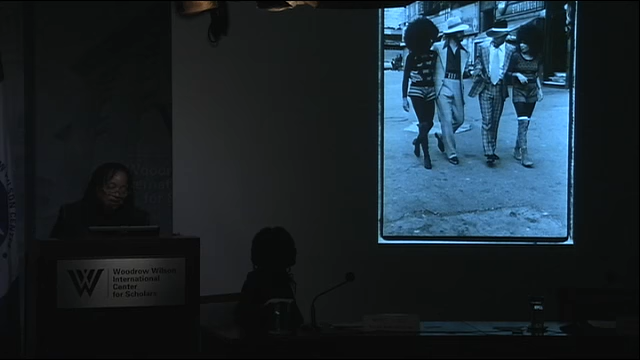 Woodrow Wilson
International
Center
for Scholars